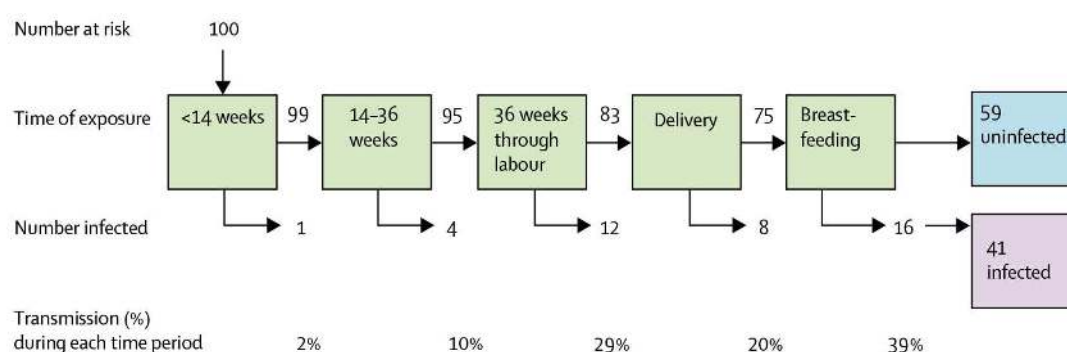 Number at risk
100
Time of exposure
<14 weeks
99
14–36
weeks
95
36 weeks
through
labour
83
Delivery
75
Breast-
feeding
59
uninfected
Number infected
1
4
12
8
16
41
infected
Transmission (%)
during each time period
2%
10%
29%
20%
39%